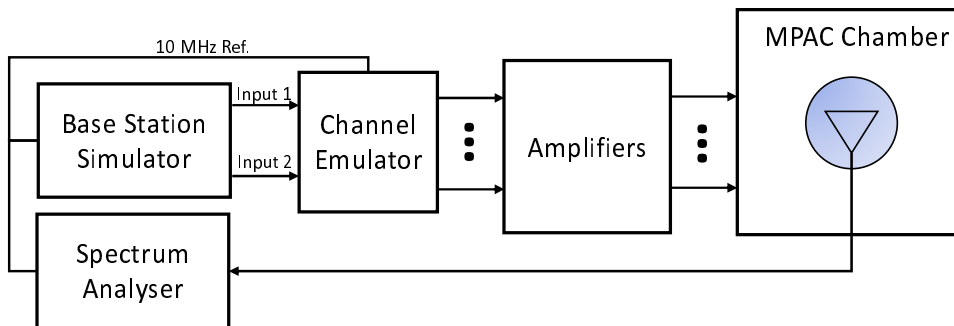 10 MHz Ref.
MPAC Chamber
Base Station
Simulator
Input 1
Input 2
Channel
Emulator
Amplifiers
Spectrum
Analyser